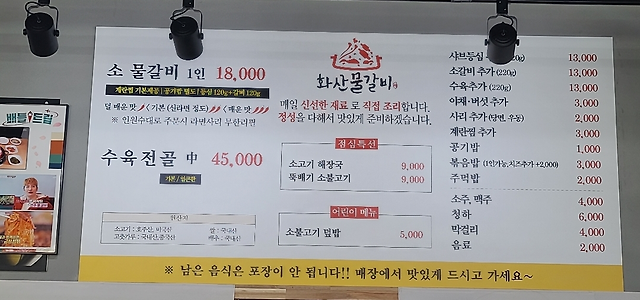 소 물갈비 1인 18,000
계란찜 기본제공 | 공기밥 별도 | 등심 120g+갈비 120g
덜 매운 맛 기본 (신라면 정도) 매운 맛
※ 인원수대로 주문시 라면사리 무한리필
수육전골 中 45,000
기본 / 얼큰한
원산지
소고기 : 호주산, 미국산 쌀 : 국내산
고춧가루 : 국내산,중국산 배추 : 국내산
화산물갈비
매일 신선한 재료 로 직접 조리합니다.
정성을 다해서 맛있게 준비하겠습니다.
점심특선
소고기 해장국 9,000
뚝배기 소불고기 9,000
어린이 메뉴
소불고기 덮밥 5,000
샤브등심 (220g) 13,000
소갈비 추가 (220g) 13,000
수육추가 (220g) 13,000
야채·버섯 추가 3,000
사리 추가 (당면, 우동) 2,000
계란찜 추가 3,000
공기밥 1,000
볶음밥 (1인가능,치즈추가+2,000) 3,000
주먹밥 2,000
소주, 맥주 4,000
청하 6,000
막걸리 4,000
음료 2,000
※ 남은 음식은 포장이 안 됩니다!! 매장에서 맛있게 드시고 가세요~
배틀트립